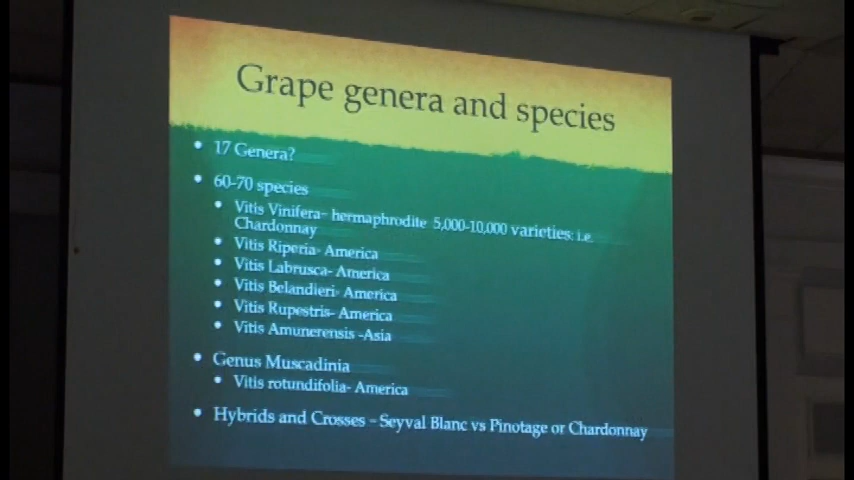 Grape genera and species
17 Genera?
60-70 species
Vitis Vinifera- hermaphrodite 5,000-10,000 varieties: i.e.
Chardonnay
Vitis Riperia- America
Vitis Labrusca- America
Vitis Belandieri- America
Vitis Rupestris- America
Vitis Amunerensis -Asia
Genus Muscadinia
Vitis rotundifolia- America
Hybrids and Crosses - Seyval Blanc vs Pinotage or Chardonnay